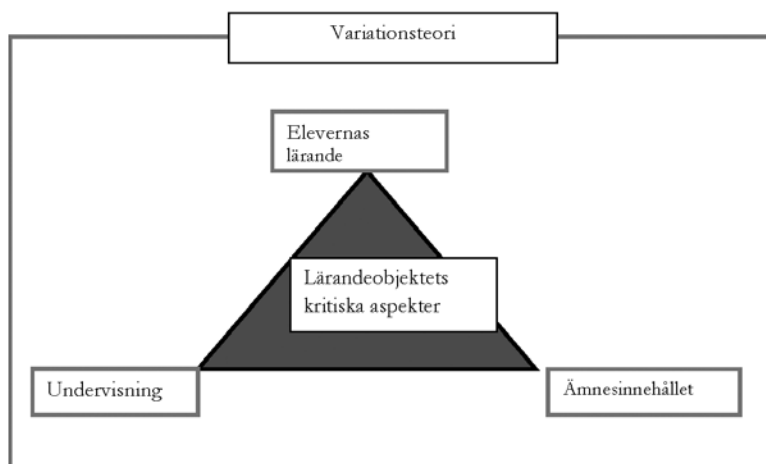 Variationsteori
Elevernas
lärande
Lärandeobjektets
kritiska aspekter
Undervisning
Ämnesinnehållet